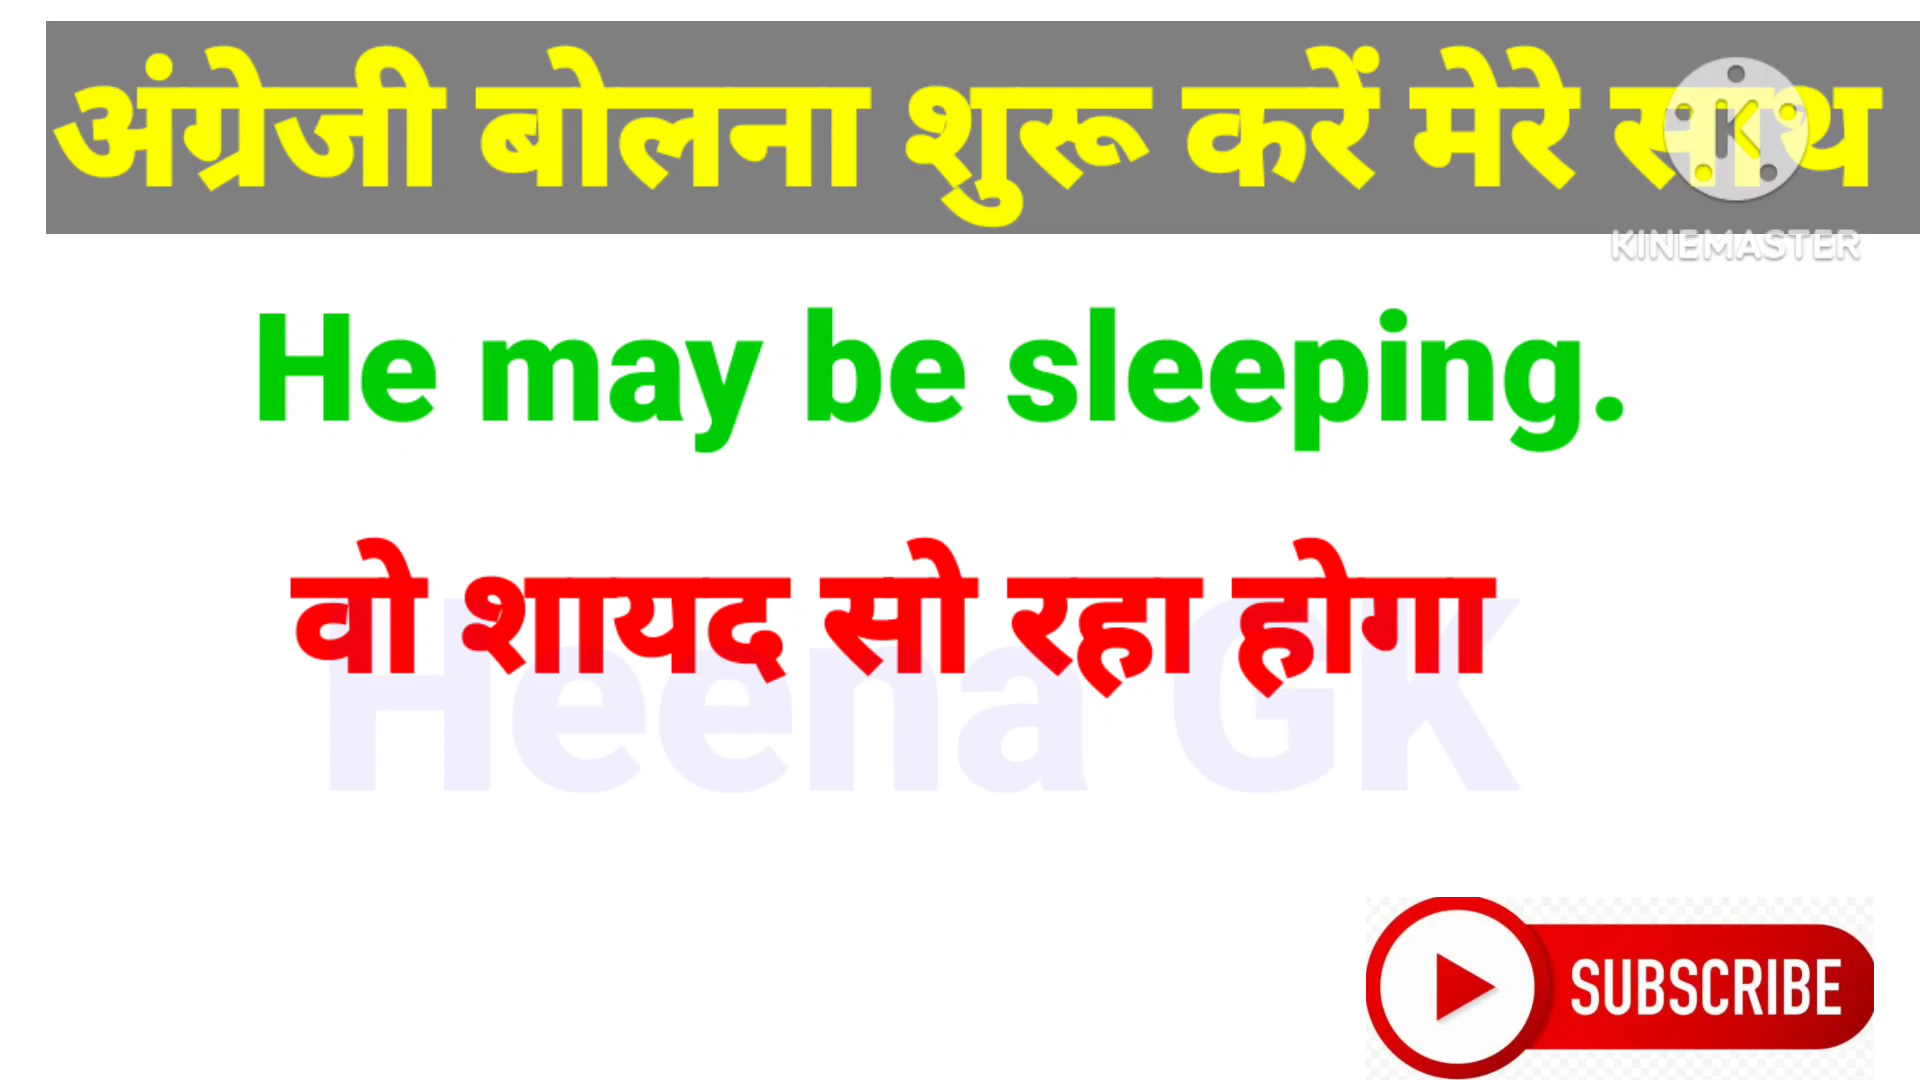 अंग्रेजी बोलना शुरू करें मेरे साथ
KINEMASTER
He may be sleeping.
वो शायद सो रहा होगा
Heena GK
SUBSCRIBE